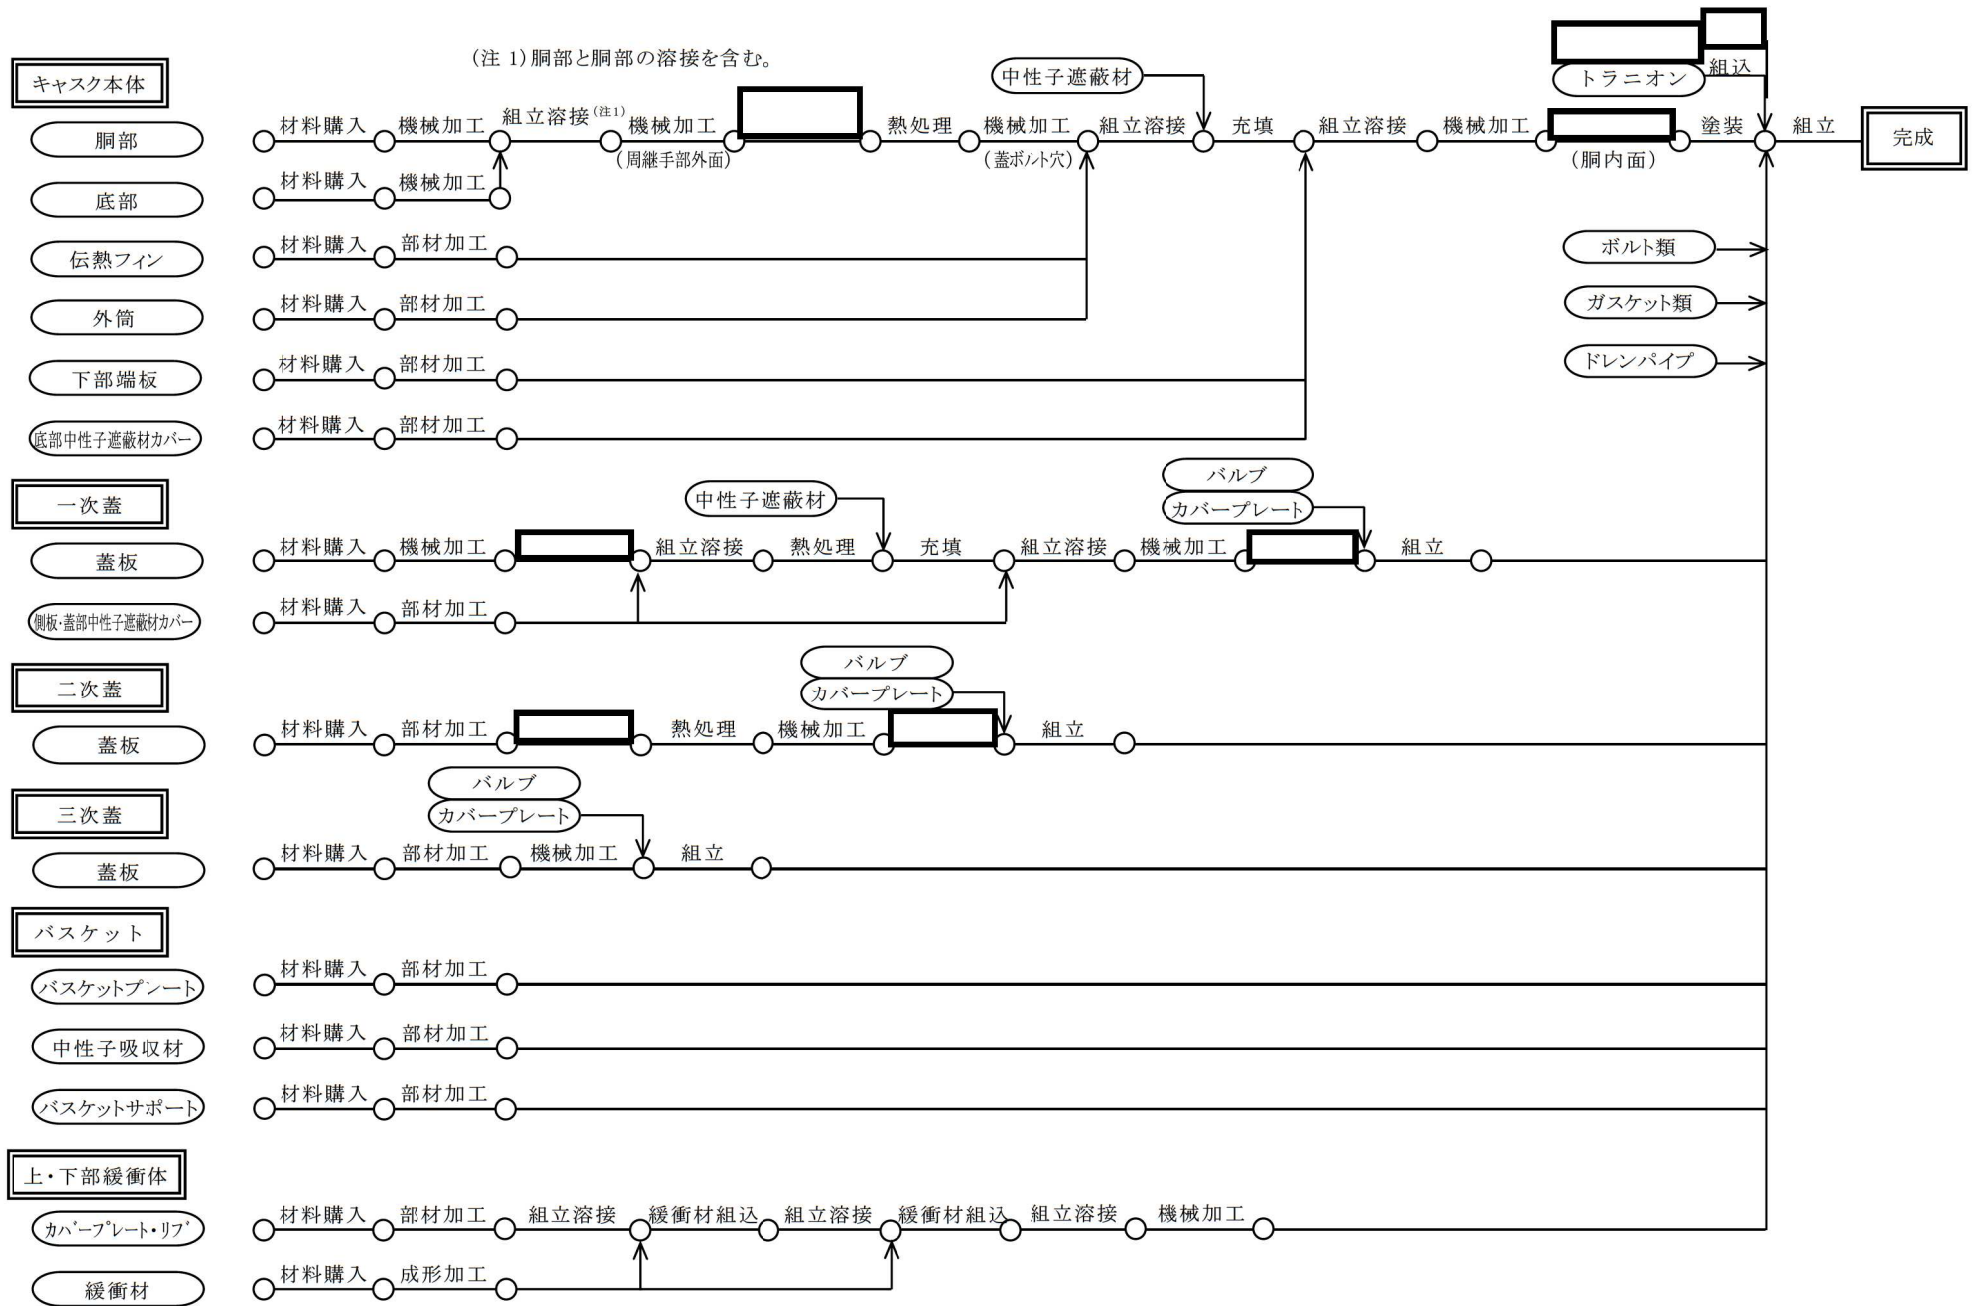 (注 1)胴部と胴部の溶接を含む。
キャスク本体
中性子遮蔽材
トラニオン
組込
胴部
材料購入 機械加工 組立溶接(注1) 機械加工 熱処理 機械加工 組立溶接 充填 組立溶接 機械加工 塗装 組立
完成
(周継手部外面) (蓋ボルト穴) (胴内面)
底部
材料購入 機械加工
伝熱フィン
材料購入 部材加工
ボルト類
外筒
材料購入 部材加工
ガスケット類
下部端板
材料購入 部材加工
ドレンパイプ
底部中性子遮蔽材カバー
材料購入 部材加工
一次蓋
中性子遮蔽材
バルブ
カバープレート
蓋板
材料購入 機械加工 組立溶接 熱処理 充填 組立溶接 機械加工 組立
側板・蓋部中性子遮蔽材カバー
材料購入 部材加工
二次蓋
バルブ
カバープレート
蓋板
材料購入 部材加工 熱処理 機械加工 組立
三次蓋
バルブ
カバープレート
蓋板
材料購入 部材加工 機械加工 組立
バスケット
バスケットプレート
材料購入 部材加工
中性子吸収材
材料購入 部材加工
バスケットサポート
材料購入 部材加工
上・下部緩衝体
カバープレート・リブ
材料購入 部材加工 組立溶接 緩衝材組込 組立溶接 緩衝材組込 組立溶接 機械加工
緩衝材
材料購入 成形加工